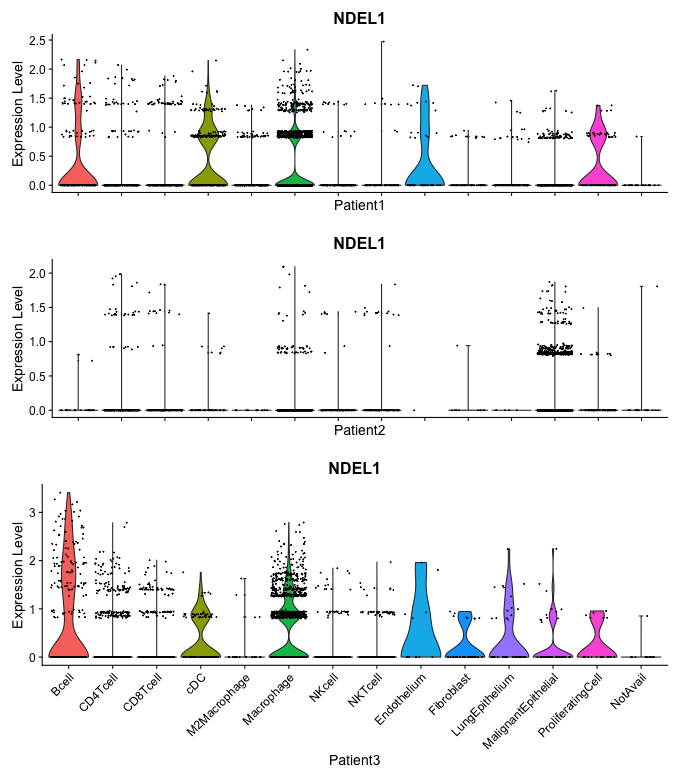 NDEL1
Expression Level
2.5
2.0
1.5
1.0
0.5
0.0
Patient1
NDEL1
Expression Level
2.0
1.5
1.0
0.5
0.0
Patient2
NDEL1
Expression Level
3
2
1
0
Bcell
CD4Tcell
CD8Tcell
cDC
M2Macrophage
Macrophage
NKcell
NKTcell
Endothelium
Fibroblast
LungEpithelium
MalignantEpithelial
ProliferatingCell
NotAvail
Patient3